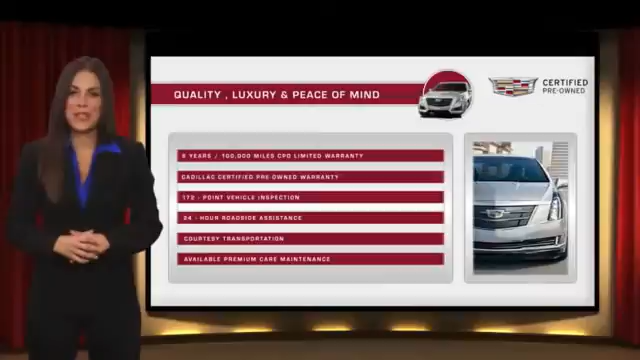 QUALITY , LUXURY & PEACE OF MIND
CERTIFIED
PRE-OWNED
6 YEARS / 100,000 MILES CPO LIMITED WARRANTY
CADILLAC CERTIFIED PRE OWNED WARRANTY
172 - POINT VEHICLE INSPECTION
24 - HOUR ROADSIDE ASSISTANCE
COURTESY TRANSPORTATION
AVAILABLE PREMIUM CARE MAINTENANCE